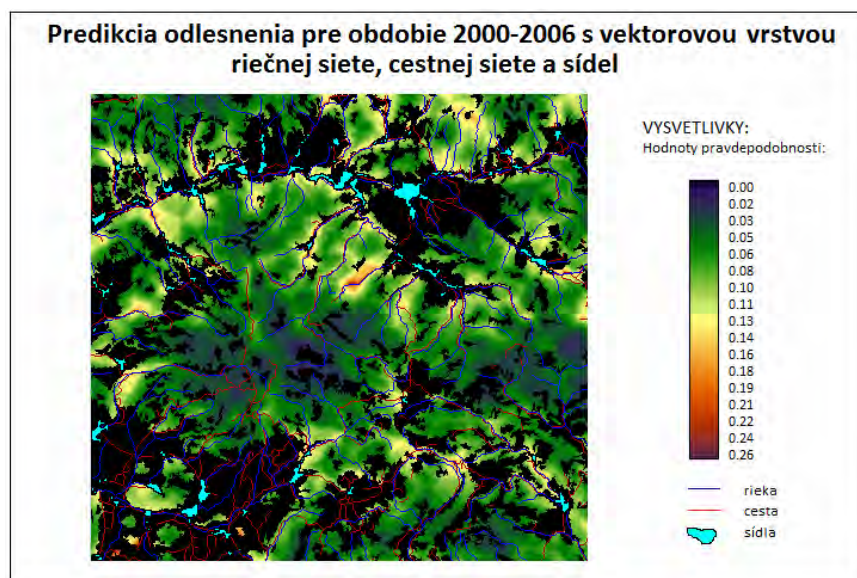 Predikcia odlesnenia pre obdobie 2000-2006 s vektorovou vrstvou
riečnej siete, cestnej siete a sídel
VYSVETLIVKY:
Hodnoty pravdepodobnosti:
0.00
0.02
0.03
0.05
0.06
0.08
0.10
0.11
0.13
0.14
0.16
0.18
0.19
0.21
0.22
0.24
0.26
rieka
cesta
sídla